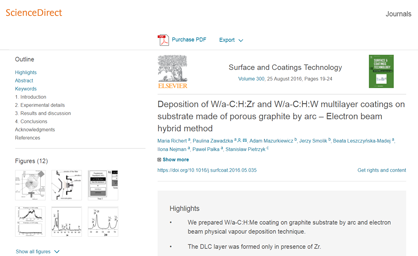 ScienceDirect
Journals
Purchase PDF
Export
Outline
Highlights
Abstract
Keywords
1. Introduction
2. Experimental details
3. Results and discussion
4. Conclusions
Acknowledgments
References
Figures (12)
Show all figures
ELSEVIER
Surface and Coatings Technology
Volume 300, 25 August 2016, Pages 19-24
Deposition of W/a-C:H:Zr and W/a-C:H:W multilayer coatings on
substrate made of porous graphite by arc – Electron beam
hybrid method
Maria Richert, Paulina Zawadzka, Adam Mazurkiewicz, Jerzy Smolik, Beata Leszczyńska-Madej,
Ilona Nejman, Paweł Pałka, Stanisław Pietrzyk
Show more
https://doi.org/10.1016/j.surfcoat.2016.05.035
Get rights and content
Highlights
• We prepared W/a-C:H:Me coating on graphite substrate by arc and electron
beam physical vapour deposition technique.
• The DLC layer was formed only in presence of Zr.